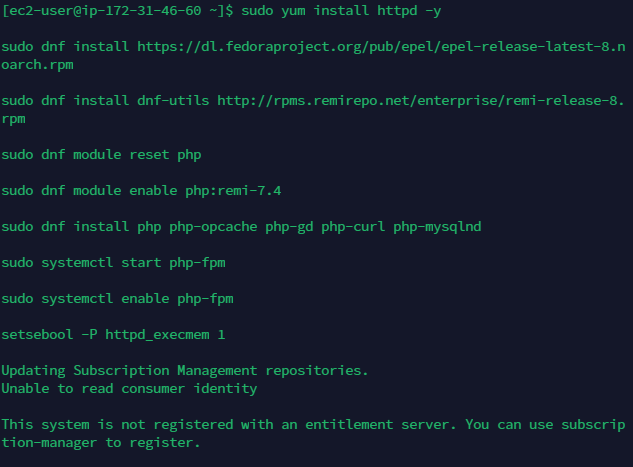 [ec2-user@ip-172-31-46-60 ~]$ sudo yum install httpd -y
sudo dnf install https://dl.fedoraproject.org/pub/epel/epel-release-latest-8.n
oarch.rpm
sudo dnf install dnf-utils http://rpms.remirepo.net/enterprise/remi-release-8.
rpm
sudo dnf module reset php
sudo dnf module enable php:remi-7.4
sudo dnf install php php-opcache php-gd php-curl php-mysqlnd
sudo systemctl start php-fpm
sudo systemctl enable php-fpm
setsebool -P httpd_execmem 1
Updating Subscription Management repositories.
Unable to read consumer identity
This system is not registered with an entitlement server. You can use subscrip
tion-manager to register.